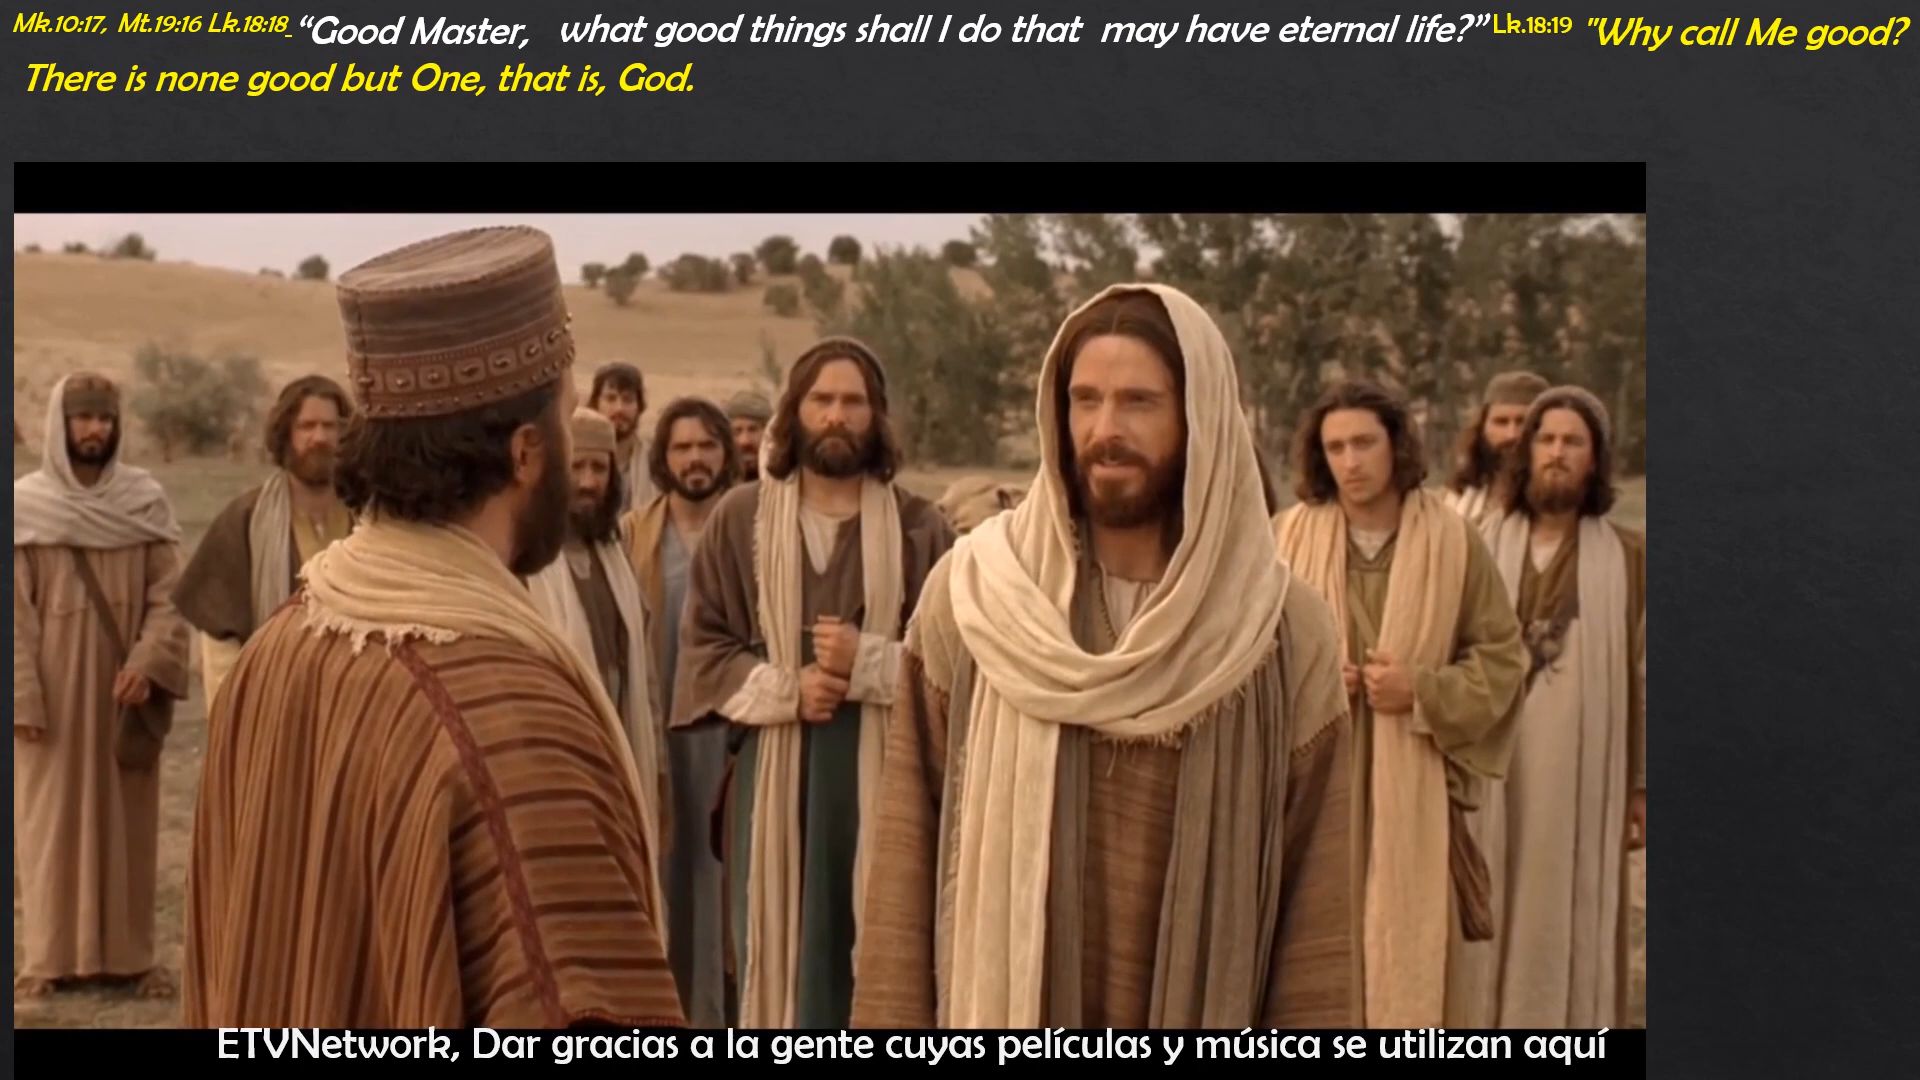 Mk.10:17, Mt.19:16 Lk.18:18 “Good Master, what good things shall I do that may have eternal life?” Lk.18:19 "Why call Me good?
There is none good but One, that is, God.
ETVNetwork, Dar gracias a la gente cuyas películas y música se utilizan aquí